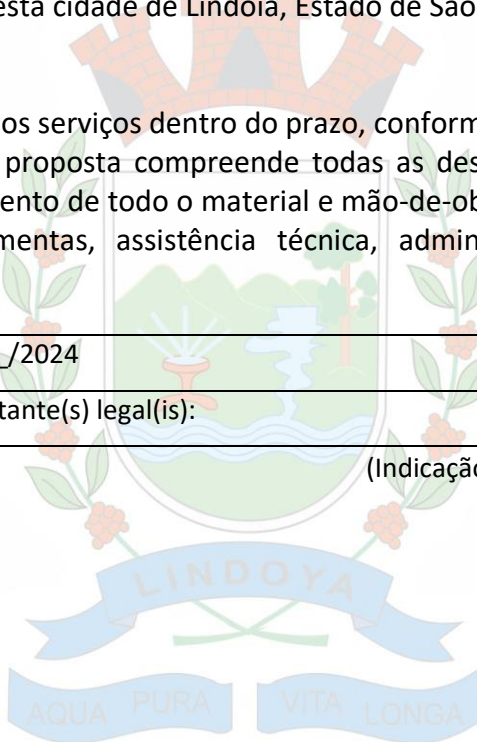 esta cidade de Lindóia, Estado de São
os serviços dentro do prazo, conform
proposta compreende todas as des
ento de todo o material e mão-de-ob
mentas, assistência técnica, admin
_/2024
tante(s) legal(is):
(Indicação
LINDOYA
AQUA PURA VITA LONGA